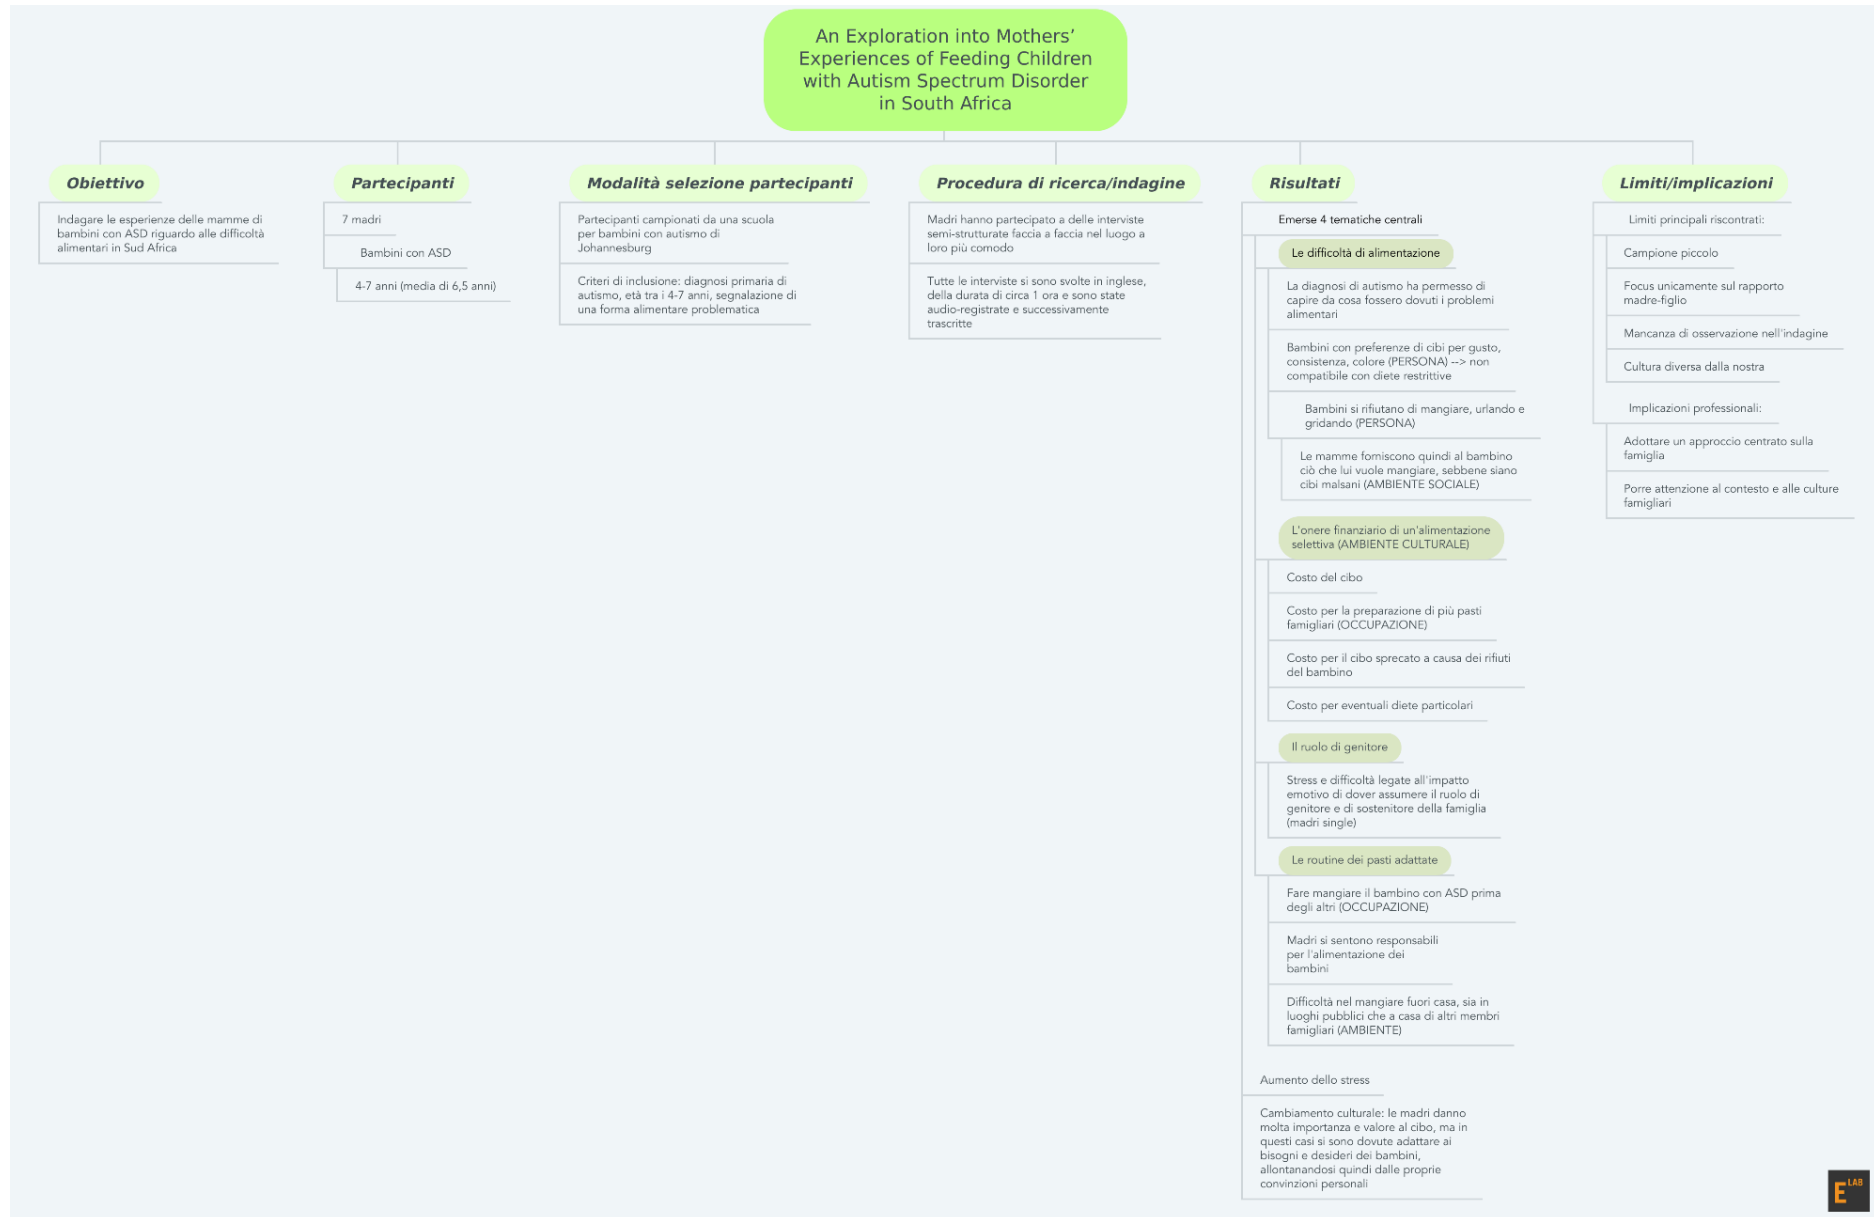 An Exploration into Mothers’
Experiences of Feeding Children
with Autism Spectrum Disorder
in South Africa
Obiettivo
Indagare le esperienze delle mamme di
bambini con ASD riguardo alle difficoltà
alimentari in Sud Africa
Partecipanti
7 madri
Bambini con ASD
4-7 anni (media di 6,5 anni)
Modalità selezione partecipanti
Partecipanti campionati da una scuola
per bambini con autismo di
Johannesburg
Criteri di inclusione: diagnosi primaria di
autismo, età tra i 4-7 anni, segnalazione di
una forma alimentare problematica
Procedura di ricerca/indagine
Madri hanno partecipato a delle interviste
semi-strutturate faccia a faccia nel luogo a
loro più comodo
Tutte le interviste si sono svolte in inglese,
della durata di circa 1 ora e sono state
audio-registrate e successivamente
trascritte
Risultati
Emerse 4 tematiche centrali
Le difficoltà di alimentazione
La diagnosi di autismo ha permesso di
capire da cosa fossero dovuti i problemi
alimentari
Bambini con preferenze di cibi per gusto,
consistenza, colore (PERSONA) --> non
compatibile con diete restrittive
Bambini si rifiutano di mangiare, urlando e
gridando (PERSONA)
Le mamme forniscono quindi al bambino
ciò che lui vuole mangiare, sebbene siano
cibi malsani (AMBIENTE SOCIALE)
L'onere finanziario di un'alimentazione
selettiva (AMBIENTE CULTURALE)
Costo del cibo
Costo per la preparazione di più pasti
famigliari (OCCUPAZIONE)
Costo per il cibo sprecato a causa dei rifiuti
del bambino
Costo per eventuali diete particolari
Il ruolo di genitore
Stress e difficoltà legate all'impatto
emotivo di dover assumere il ruolo di
genitore e di sostenitore della famiglia
(madri single)
Le routine dei pasti adattate
Fare mangiare il bambino con ASD prima
degli altri (OCCUPAZIONE)
Madri si sentono responsabili
per l'alimentazione dei
bambini
Difficoltà nel mangiare fuori casa, sia in
luoghi pubblici che a casa di altri membri
famigliari (AMBIENTE)
Aumento dello stress
Cambiamento culturale: le madri danno
molta importanza e valore al cibo, ma in
questi casi si sono dovute adattare ai
bisogni e desideri dei bambini,
allontanandosi quindi dalle proprie
convinzioni personali
Limiti/implicazioni
Limiti principali riscontrati:
Campione piccolo
Focus unicamente sul rapporto
madre-figlio
Mancanza di osservazione nell'indagine
Cultura diversa dalla nostra
Implicazioni professionali:
Adottare un approccio centrato sulla
famiglia
Porre attenzione al contesto e alle culture
famigliari
E LAB